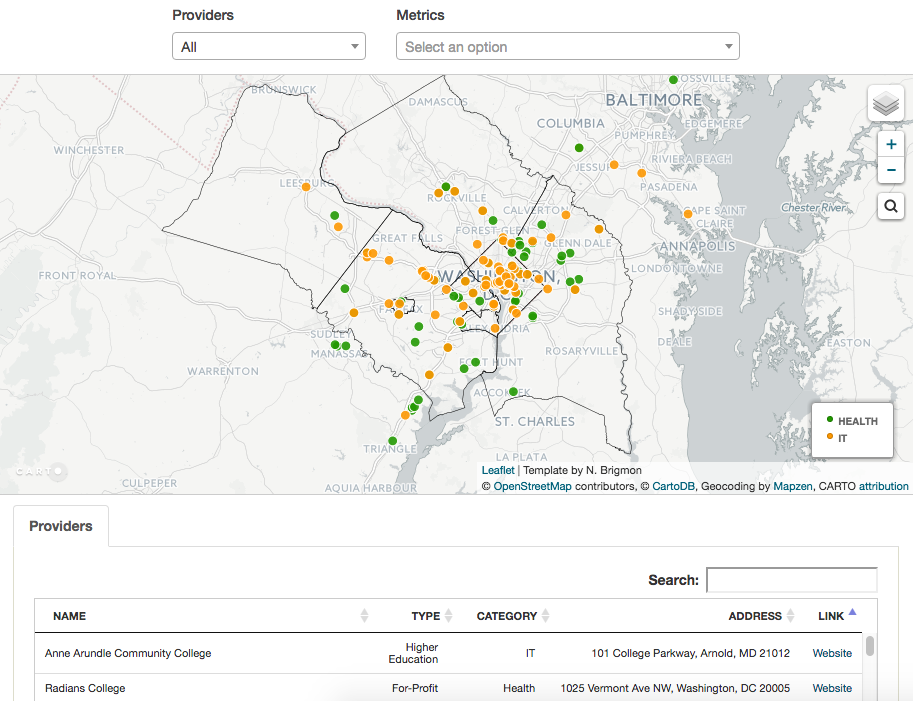 Providers
Metrics
All
Select an option
BRUNSWICK
DAMASCUS
OSSVILLE
BALTIMORE
EDGEMERE
COLUMBIA
PUMPHREY
WINCHESTER
JESSUP
RIVIERA BEACH
LEESBURG
PASADENA
ROCKVILLE
Chester River
CALVERTON
CAPE SAINT
CLAIRE
FOREST GLEN
GREAT FALLS
GLENN DALE
ANNAPOLIS
FRONT ROYAL
WASHINGTON,
LONDONTOWNE
SHADY SIDE
SUDLEY
DEALE
EASTON
MANASSAS
ROSARYVILLE
FORT HUNT
WARRENTON
ACCOKEEK
ST. CHARLES
TRIANGLE
LA PLATA
CULPEPER
AQUIA HARBOUR
CARTO
HEALTH
IT
+
−
Leaflet | Template by N. Brigmon
© OpenStreetMap contributors, © CartoDB, Geocoding by Mapzen, CARTO attribution
Providers
Search:
NAME TYPE CATEGORY ADDRESS LINK
Anne Arundle Community College Higher Education IT 101 College Parkway, Arnold, MD 21012 Website
Radians College For-Profit Health 1025 Vermont Ave NW, Washington, DC 20005 Website